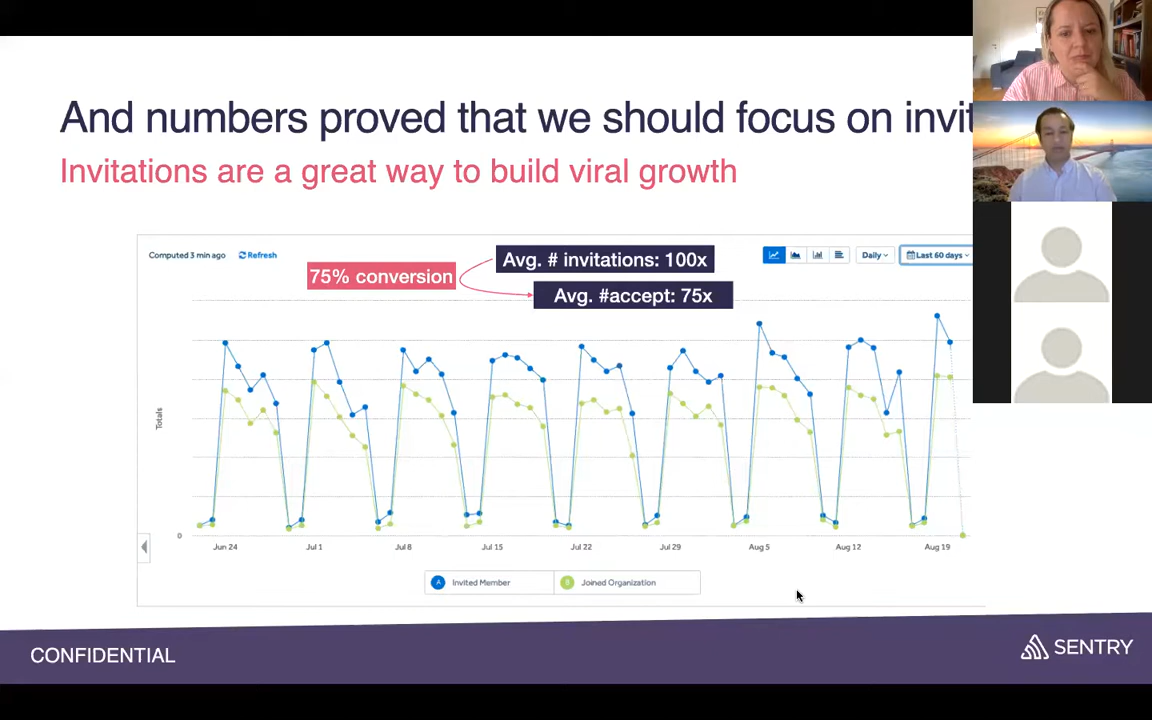 And numbers proved that we should focus on invit
Invitations are a great way to build viral growth
Computed 3 min ago Refresh
75% conversion
Avg. # invitations: 100x
Avg. #accept: 75x
Daily
Last 60 days
Totals
0
Jun 24 Jul 1 Jul 8 Jul 15 Jul 22 Jul 29 Aug 5 Aug 12 Aug 19
A Invited Member B Joined Organization
CONFIDENTIAL
SENTRY